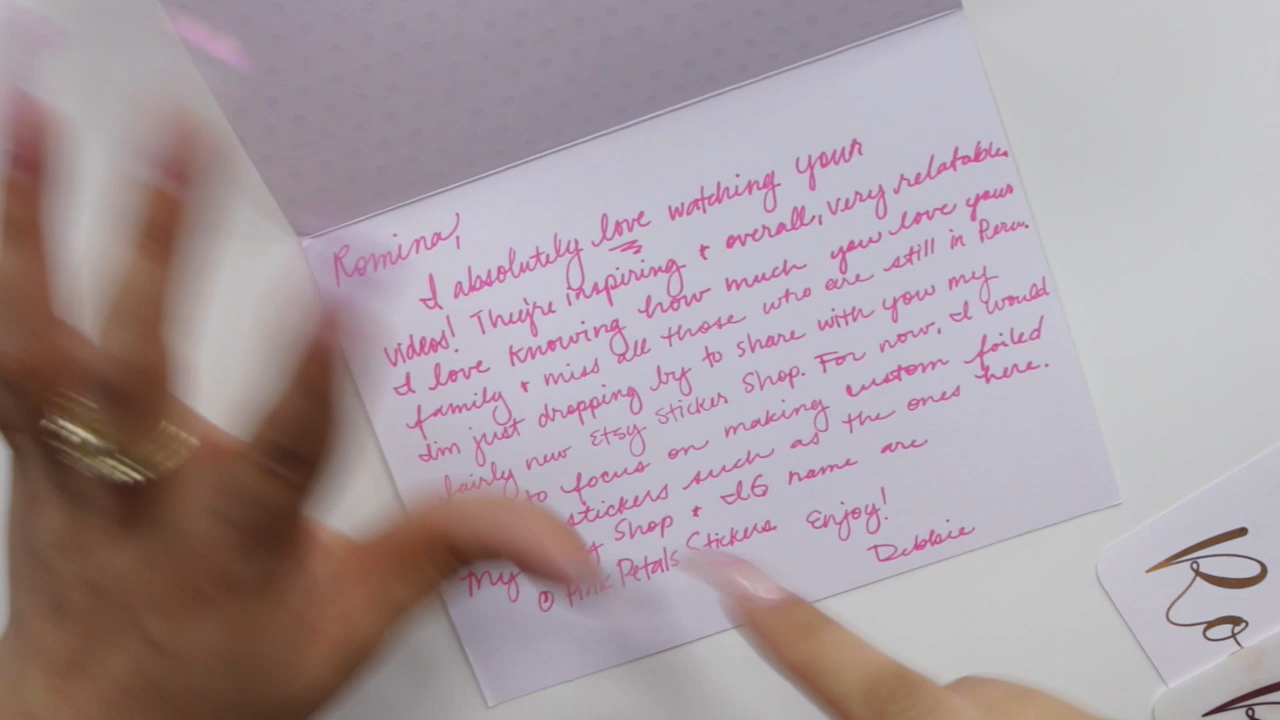 Romina,
I absolutely love watching your
videos! They're inspiring + overall, very relatable.
I love knowing how much you love your
family + miss all those who are still in Peru.
I'm just dropping by to share with you my
fairly new Etsy Sticker Shop. For now, I would
to focus on making custom foiled
stickers such as the ones here.
My Shop + IG name are
@ Pink Petals Stickers Enjoy!
Debbie
Ro